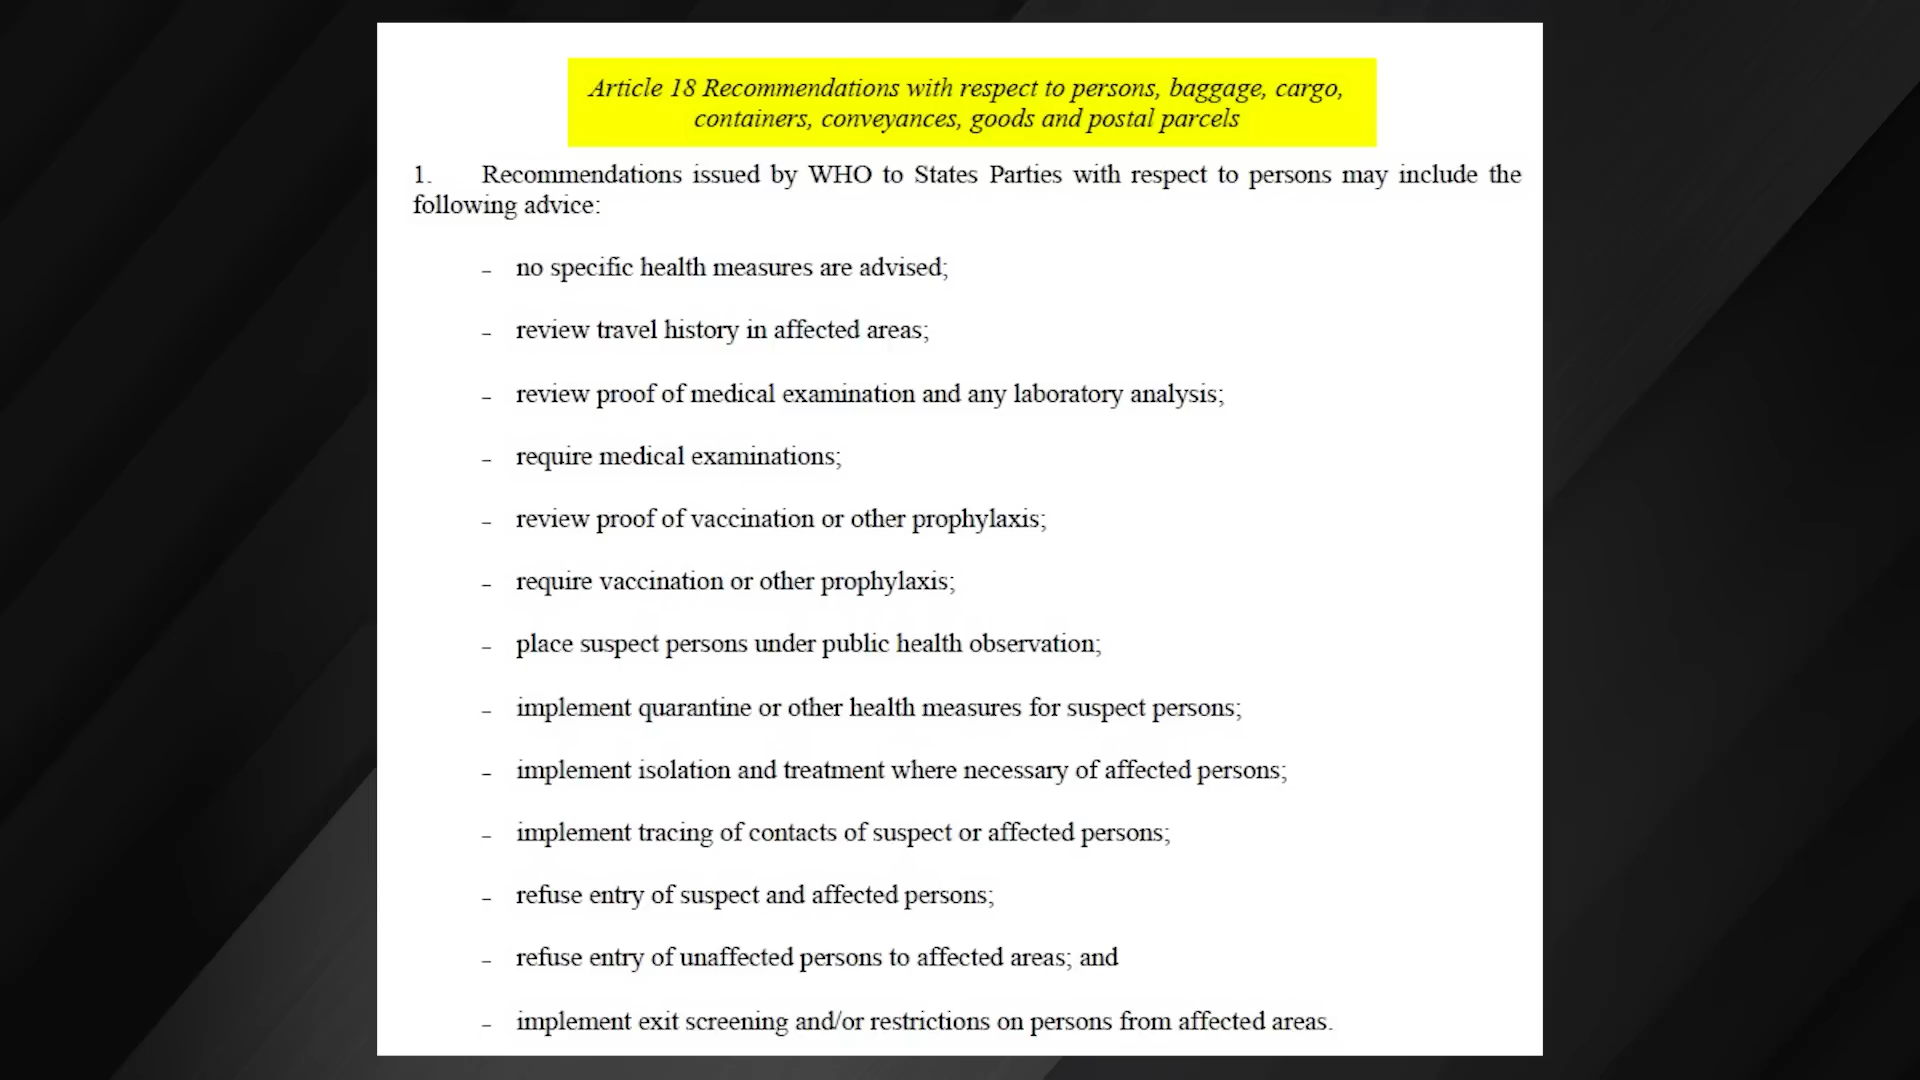 Article 18 Recommendations with respect to persons, baggage, cargo,
containers, conveyances, goods and postal parcels
1. Recommendations issued by WHO to States Parties with respect to persons may include the
following advice:
– no specific health measures are advised;
– review travel history in affected areas;
– review proof of medical examination and any laboratory analysis;
– require medical examinations;
– review proof of vaccination or other prophylaxis;
– require vaccination or other prophylaxis;
– place suspect persons under public health observation;
– implement quarantine or other health measures for suspect persons;
– implement isolation and treatment where necessary of affected persons;
– implement tracing of contacts of suspect or affected persons;
– refuse entry of suspect and affected persons;
– refuse entry of unaffected persons to affected areas; and
– implement exit screening and/or restrictions on persons from affected areas.